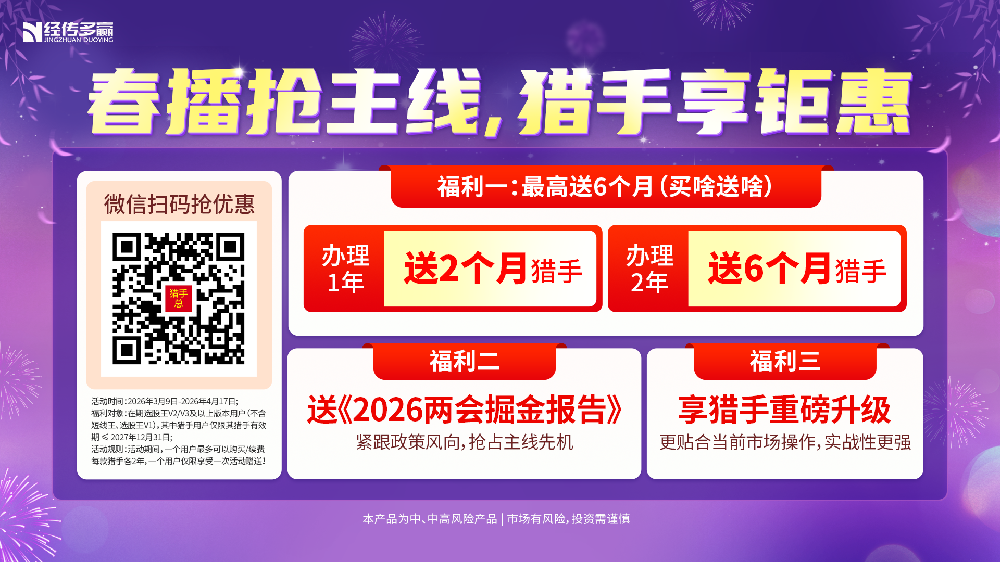 经传多赢
JINGZHUAN DUOYING
春播抢主线,猎手享钜惠
微信扫码抢优惠
猎手
总
活动时间:2026年3月9日-2026年4月17日;
福利对象:在期选股王V2/V3及以上版本用户(不含
短线王、选股王V1),其中猎手用户仅限其猎手有效
期 ≤ 2027年12月31日;
活动规则:活动期间,一个用户最多可以购买/续费
每款猎手各2年,一个用户仅限享受一次活动赠送!
福利一:最高送6个月(买啥送啥)
办理
1年
送2个月猎手
办理
2年
送6个月猎手
福利二
送《2026两会掘金报告》
紧跟政策风向,抢占主线先机
福利三
享猎手重磅升级
更贴合当前市场操作,实战性更强
本产品为中、中高风险产品 | 市场有风险,投资需谨慎